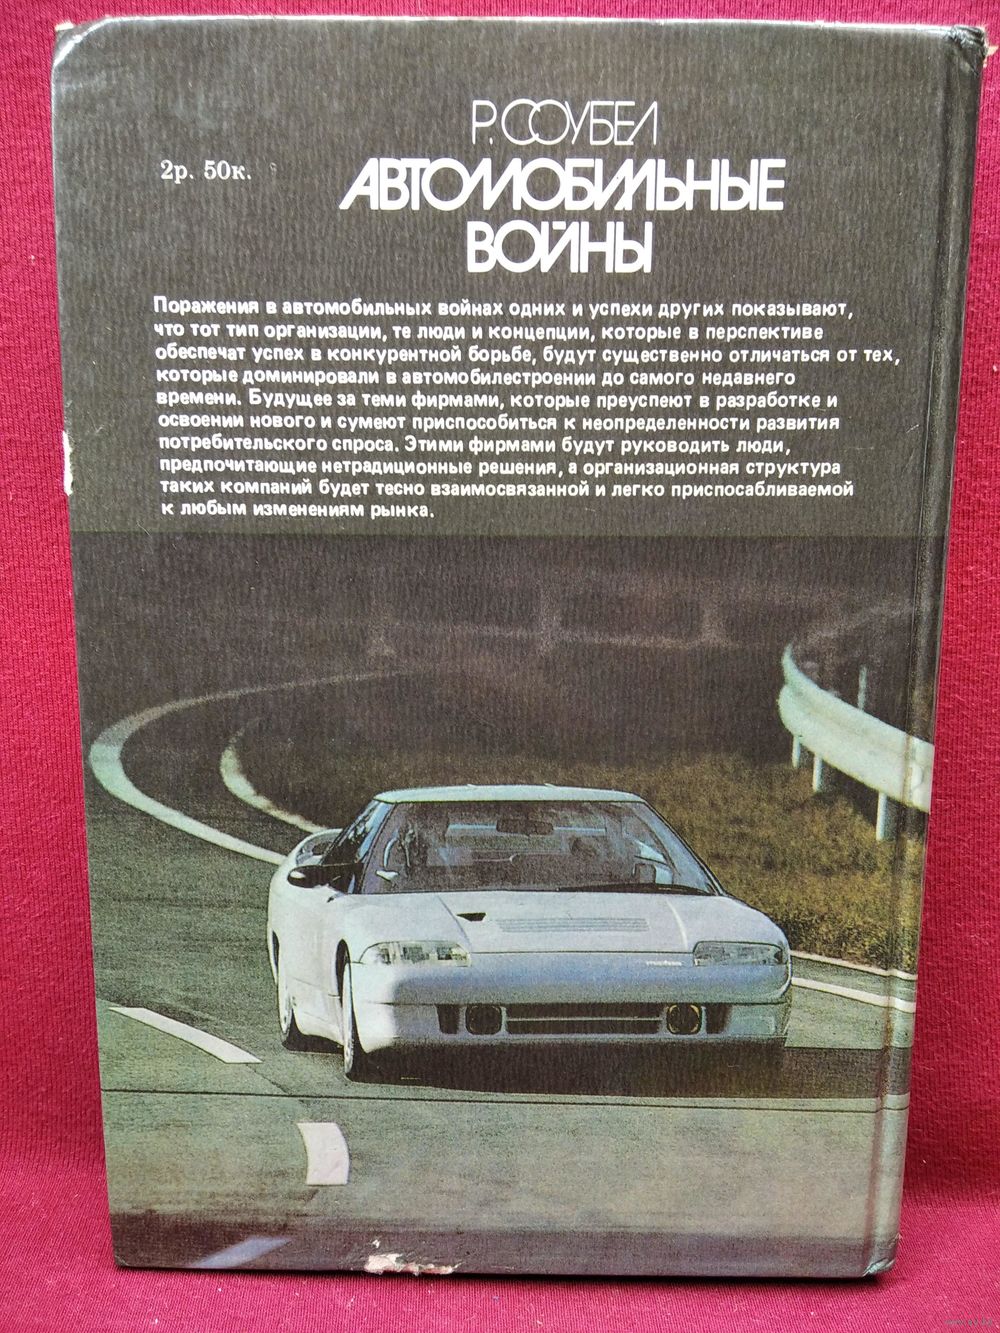 Р. СОУБЕЛ
2р. 50к.
АВТОМОБИЛЬНЫЕ
ВОЙНЫ
Поражения в автомобильных войнах одних и успехи других показывают,
что тот тип организации, те люди и концепции, которые в перспективе
обеспечат успех в конкурентной борьбе, будут существенно отличаться от тех,
которые доминировали в автомобилестроении до самого недавнего
времени. Будущее за теми фирмами, которые преуспеют в разработке и
освоении нового и сумеют приспособиться к неопределенности развития
потребительского спроса. Этими фирмами будут руководить люди,
предпочитающие нетрадиционные решения, а организационная структура
таких компаний будет тесно взаимосвязанной и легко приспосабливаемой
к любым изменениям рынка.